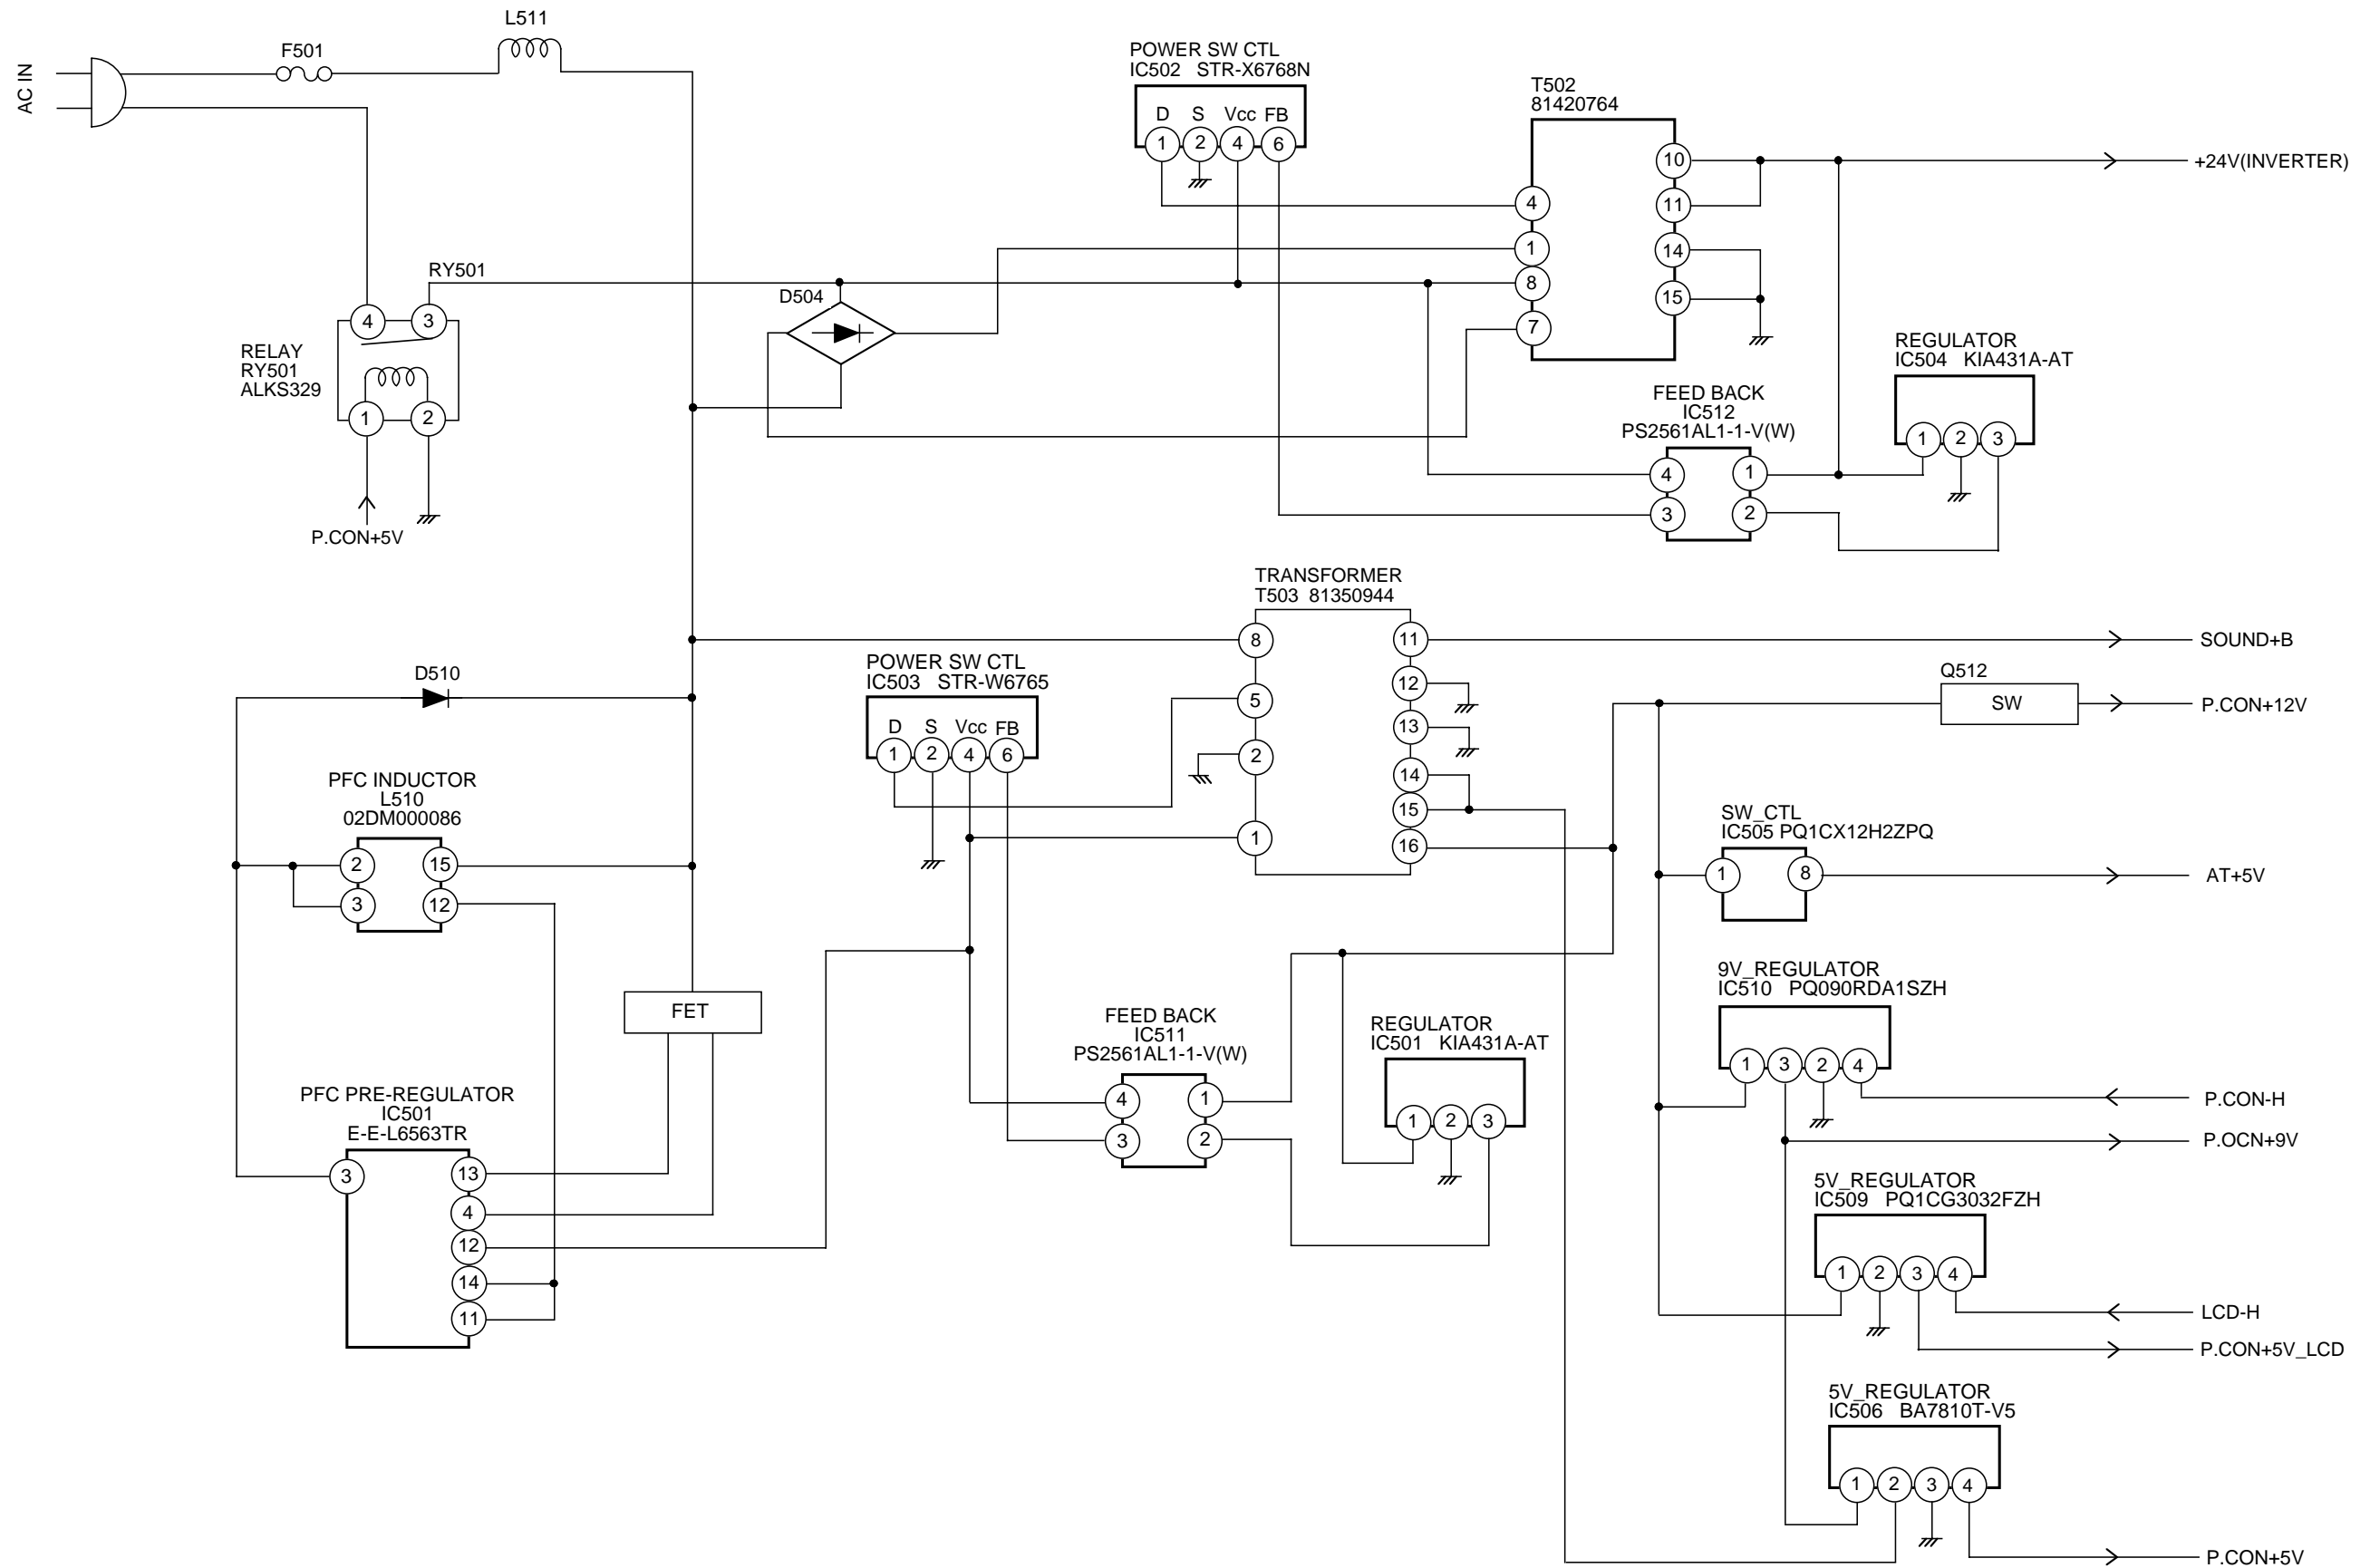 L511
F501
AC IN
POWER SW CTL
IC502 STR-X6768N
D S Vcc FB
1 2 4 6
T502
81420764
10
11
14
15
4
1
8
7
+24V(INVERTER)
RY501
D504
4 3
RELAY
RY501
ALKS329
1 2
P.CON+5V
REGULATOR
IC504 KIA431A-AT
1 2 3
FEED BACK
IC512
PS2561AL1-1-V(W)
4 1
3 2
TRANSFORMER
T503 81350944
8
5
2
1
11
12
13
14
15
16
SOUND+B
D510
POWER SW CTL
IC503 STR-W6765
D S Vcc FB
1 2 4 6
Q512
SW
P.CON+12V
PFC INDUCTOR
L510
02DM000086
2 15
3 12
SW_CTL
IC505 PQ1CX12H2ZPQ
1 8
AT+5V
FET
9V_REGULATOR
IC510 PQ090RDA1SZH
1 3 2 4
P.CON-H
P.OCN+9V
FEED BACK
IC511
PS2561AL1-1-V(W)
4 1
3 2
REGULATOR
IC501 KIA431A-AT
1 2 3
PFC PRE-REGULATOR
IC501
E-E-L6563TR
3
13
4
12
14
11
5V_REGULATOR
IC509 PQ1CG3032FZH
1 2 3 4
LCD-H
P.CON+5V_LCD
5V_REGULATOR
IC506 BA7810T-V5
1 2 3 4
P.CON+5V